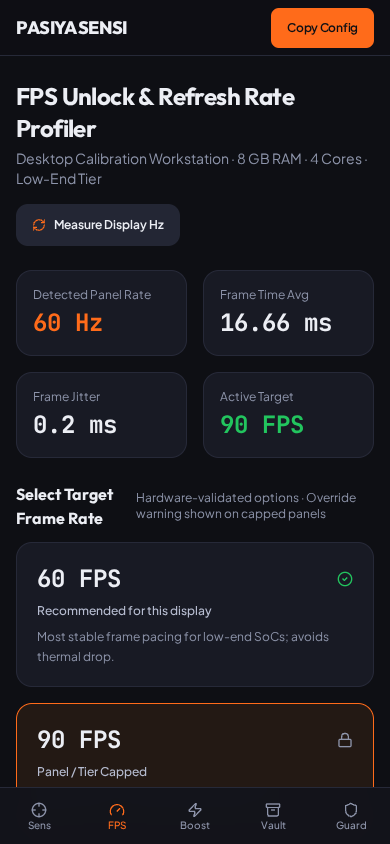 PASIYASENSI
Copy Config
FPS Unlock & Refresh Rate
Profiler
Desktop Calibration Workstation · 8 GB RAM · 4 Cores ·
Low-End Tier
Measure Display Hz
Detected Panel Rate
60 Hz
Frame Time Avg
16.66 ms
Frame Jitter
0.2 ms
Active Target
90 FPS
Select Target
Frame Rate
Hardware-validated options · Override
warning shown on capped panels
60 FPS
Recommended for this display
Most stable frame pacing for low-end SoCs; avoids
thermal drop.
90 FPS
Panel / Tier Capped
Sens
FPS
Boost
Vault
Guard